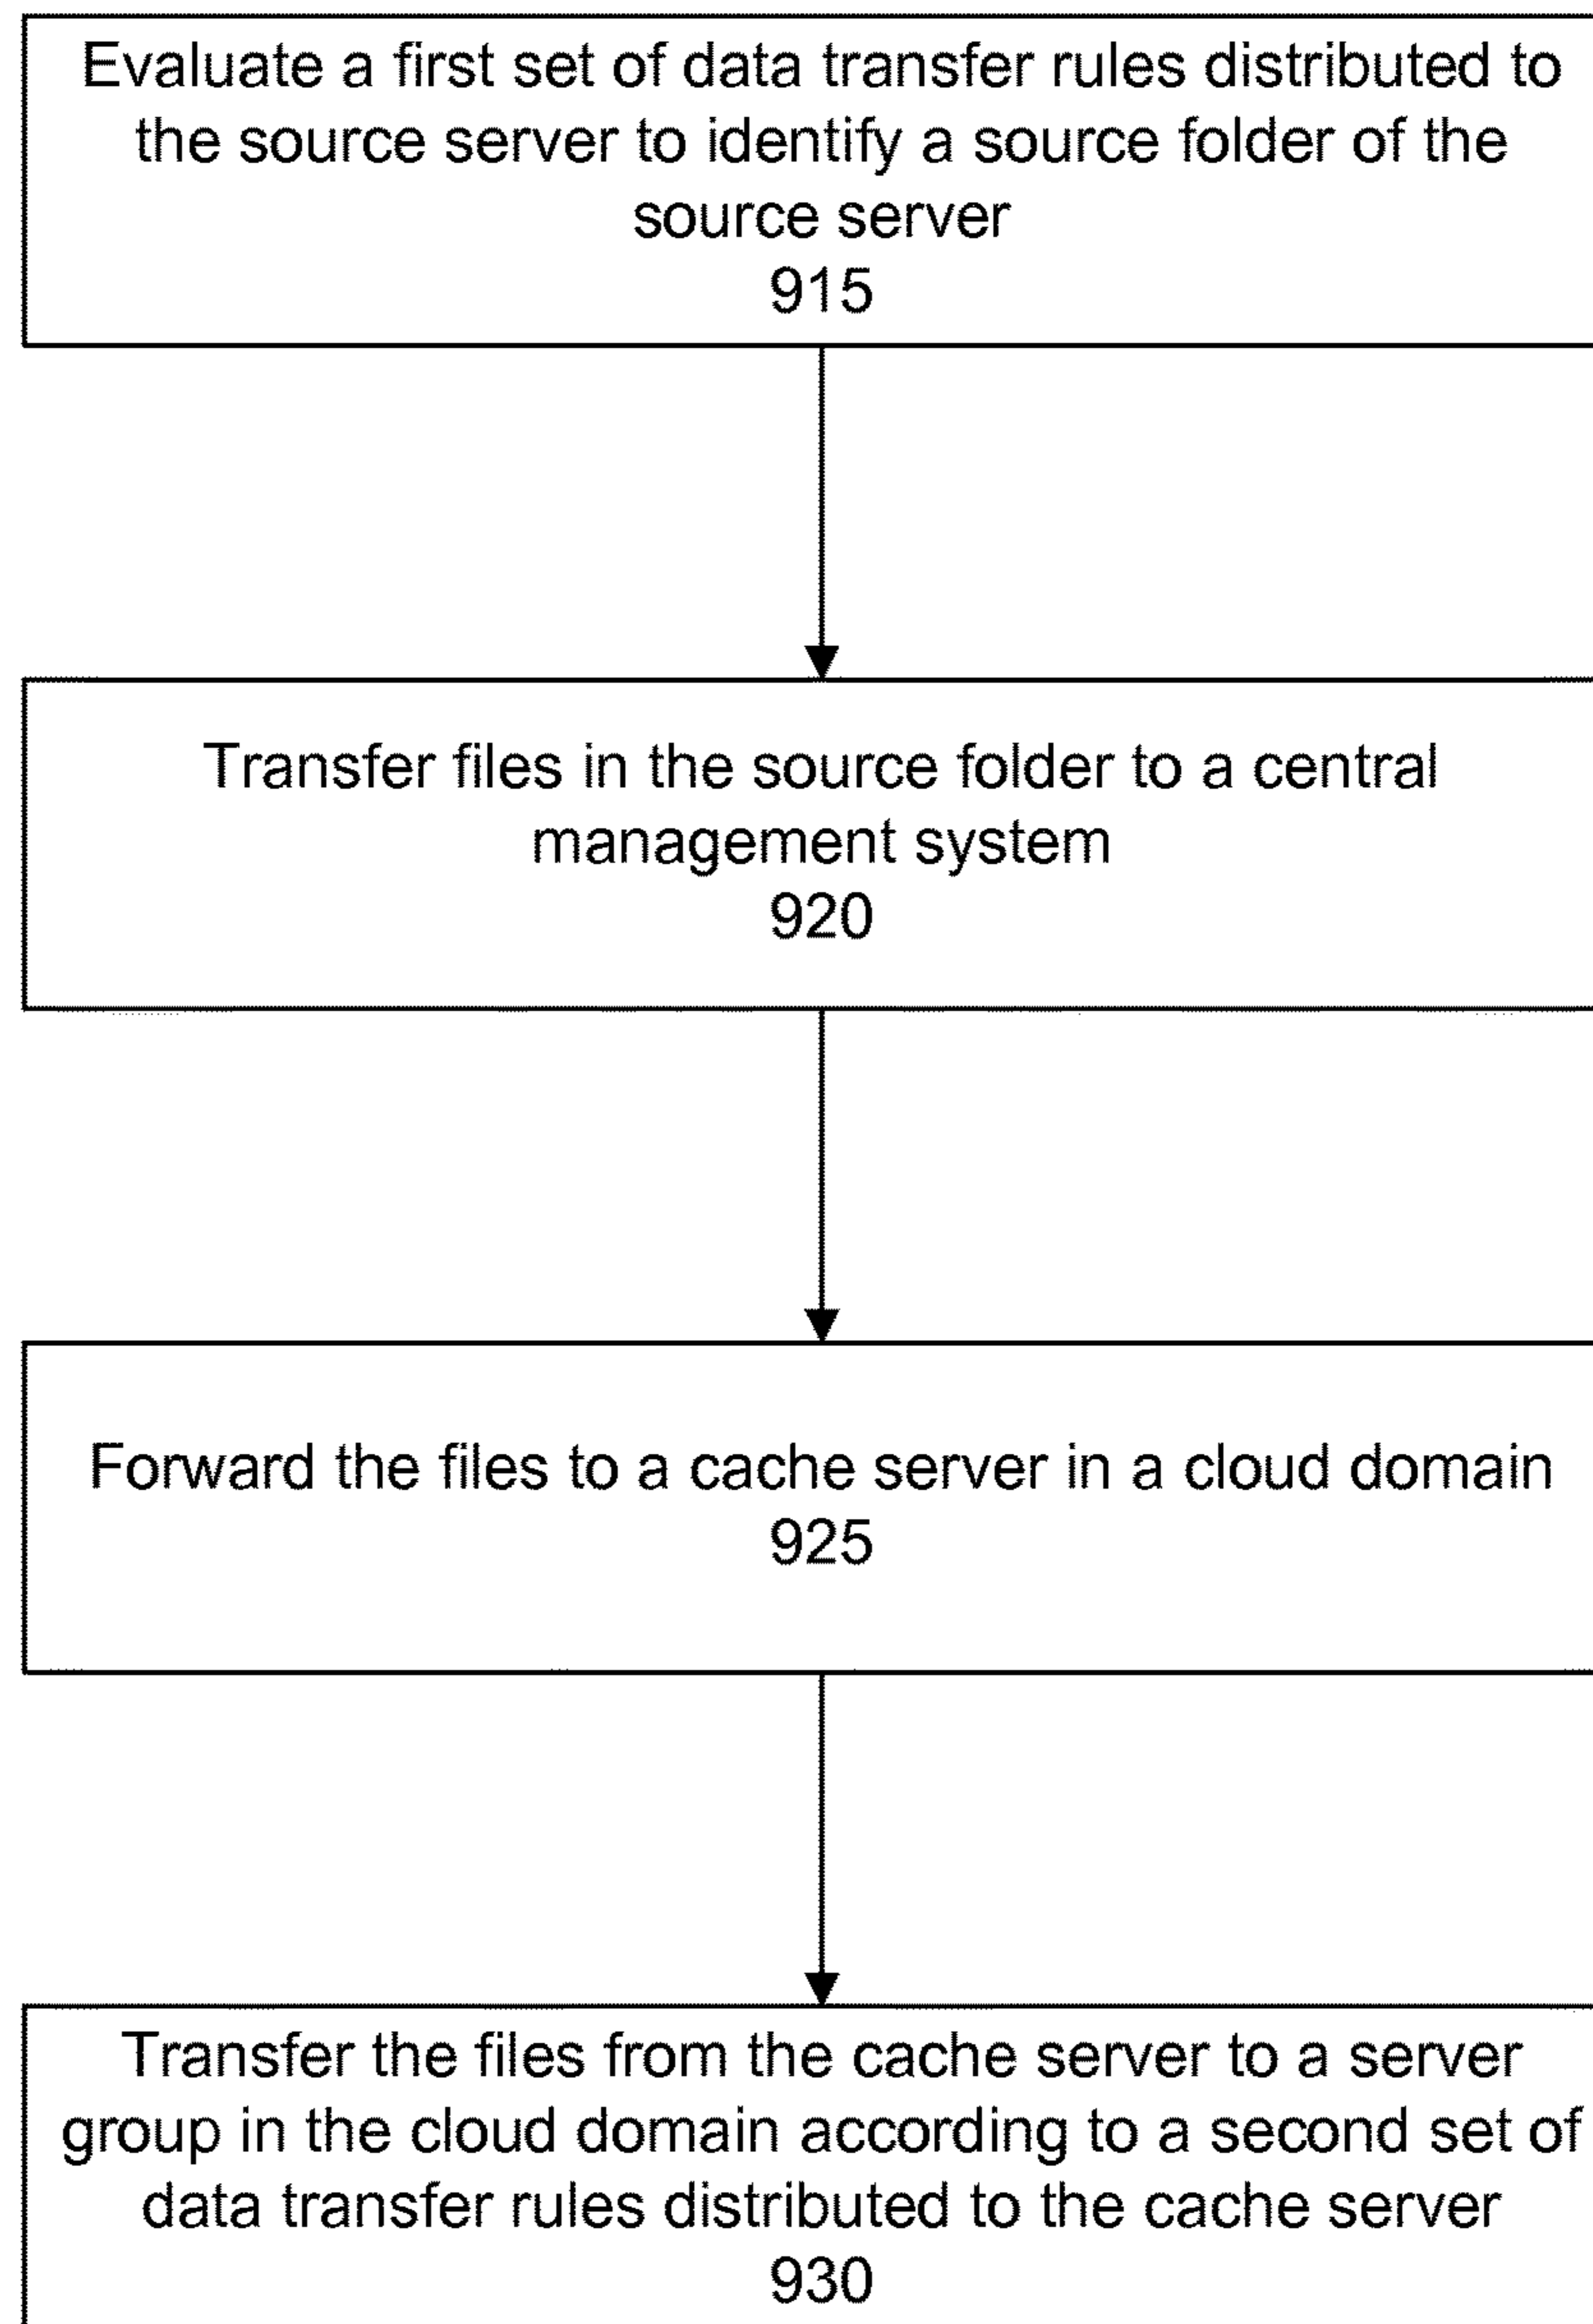 Evaluate a first set of data transfer rules distributed to
the source server to identify a source folder of the
source server
915
Transfer files in the source folder to a central
management system
920
Forward the files to a cache server in a cloud domain
925
Transfer the files from the cache server to a server
group in the cloud domain according to a second set of
data transfer rules distributed to the cache server
930